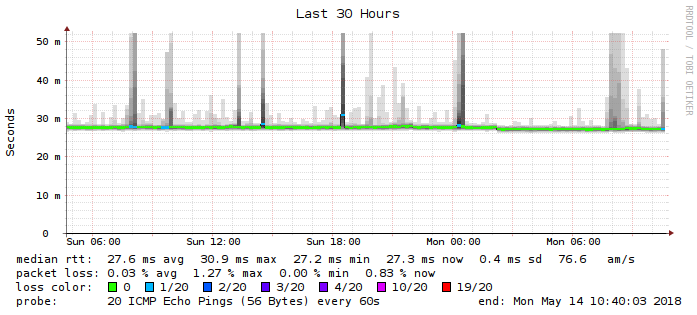 Last 30 Hours
RRDTOOL / TOBI OETIKER
Seconds
50 m
40 m
30 m
20 m
10 m
0
Sun 06:00 Sun 12:00 Sun 18:00 Mon 00:00 Mon 06:00
median rtt: 27.6 ms avg 30.9 ms max 27.2 ms min 27.3 ms now 0.4 ms sd 76.6 am/s
packet loss: 0.03 % avg 1.27 % max 0.00 % min 0.83 % now
loss color: 0 1/20 2/20 3/20 4/20 10/20 19/20
probe: 20 ICMP Echo Pings (56 Bytes) every 60s end: Mon May 14 10:40:03 2018